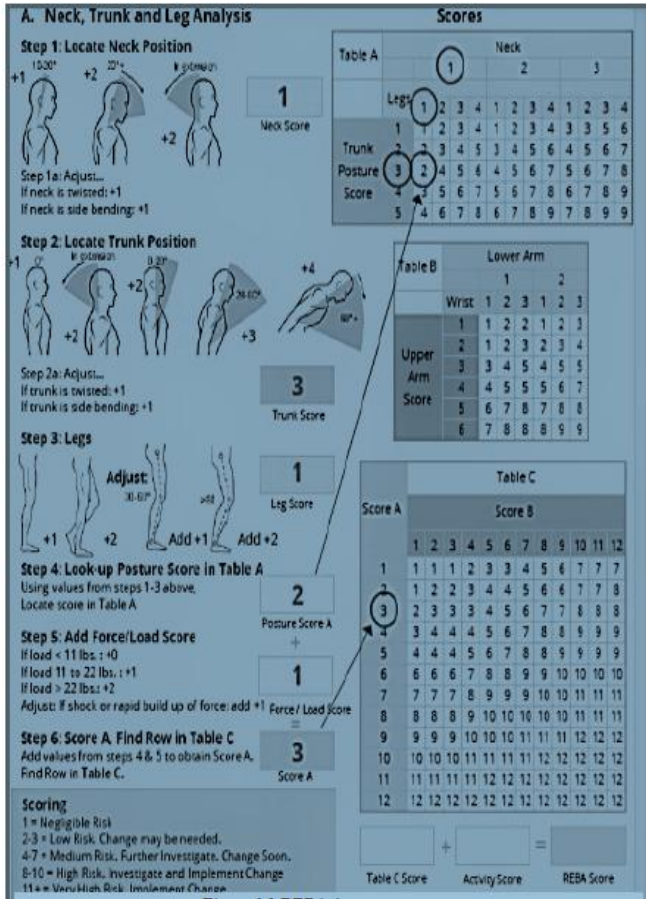 A. Neck, Trunk and Leg Analysis
Step 1: Locate Neck Position
+1
10-20°
+2
20°+
In extension
+2
1
Neck Score
Step 1a: Adjust...
If neck is twisted: +1
If neck is side bending: +1
Step 2: Locate Trunk Position
+1
0°
In extension
+2
0-20°
+2
20-60°
+3
+4
60°+
Step 2a: Adjust...
If trunk is twisted: +1
If trunk is side bending: +1
3
Trunk Score
Step 3: Legs
Adjust:
30-60°
+1
+2
Add +1
Add +2
1
Leg Score
Step 4: Look-up Posture Score in Table A
Using values from steps 1-3 above,
Locate score in Table A
2
Posture Score A
+
Step 5: Add Force/Load Score
If load < 11 lbs. : +0
If load 11 to 22 lbs. : +1
If load > 22 lbs.: +2
Adjust: If shock or rapid build up of force: add +1
1
Force / Load Score
=
Step 6: Score A, Find Row in Table C
Add values from steps 4 & 5 to obtain Score A.
Find Row in Table C.
3
Score A
Scoring
1 = Negligible Risk
2-3 = Low Risk. Change may be needed.
4-7 = Medium Risk. Further Investigate. Change Soon.
8-10 = High Risk. Investigate and Implement Change
11+ = Very High Risk. Implement Change
Scores
Table A
Neck
1 2 3
Legs 1 2 3 4 1 2 3 4 1 2 3 4
Trunk Posture Score
1 1 2 3 4 1 2 3 4 3 3 5 6
2 2 3 4 5 3 4 5 6 4 5 6 7
3 2 4 5 6 4 5 6 7 5 6 7 8
4 3 5 6 7 5 6 7 8 6 7 8 9
5 4 6 7 8 6 7 8 9 7 8 9 9
Table B
Lower Arm
1 2
Wrist 1 2 3 1 2 3
Upper Arm Score
1 1 2 2 1 2 3
2 1 2 3 2 3 4
3 3 4 5 4 5 5
4 4 5 5 5 6 7
5 6 7 8 7 8 8
6 7 8 8 8 9 9
Table C
Score A
Score B
1 2 3 4 5 6 7 8 9 10 11 12
1 1 1 1 2 3 3 4 5 6 7 7 7
2 1 2 2 3 4 4 5 6 6 7 7 8
3 2 3 3 3 4 5 6 7 7 8 8 8
4 3 4 4 4 5 6 7 8 8 9 9 9
5 4 4 4 5 6 7 8 8 9 9 9 9
6 6 6 6 7 8 8 9 9 10 10 10 10
7 7 7 7 8 9 9 9 10 10 11 11 11
8 8 8 8 9 10 10 10 10 10 11 11 11
9 9 9 9 10 10 10 11 11 11 12 12 12
10 10 10 10 11 11 11 11 12 12 12 12 12
11 11 11 11 11 12 12 12 12 12 12 12 12
12 12 12 12 12 12 12 12 12 12 12 12 12
+
=
Table C Score
Activity Score
REBA Score